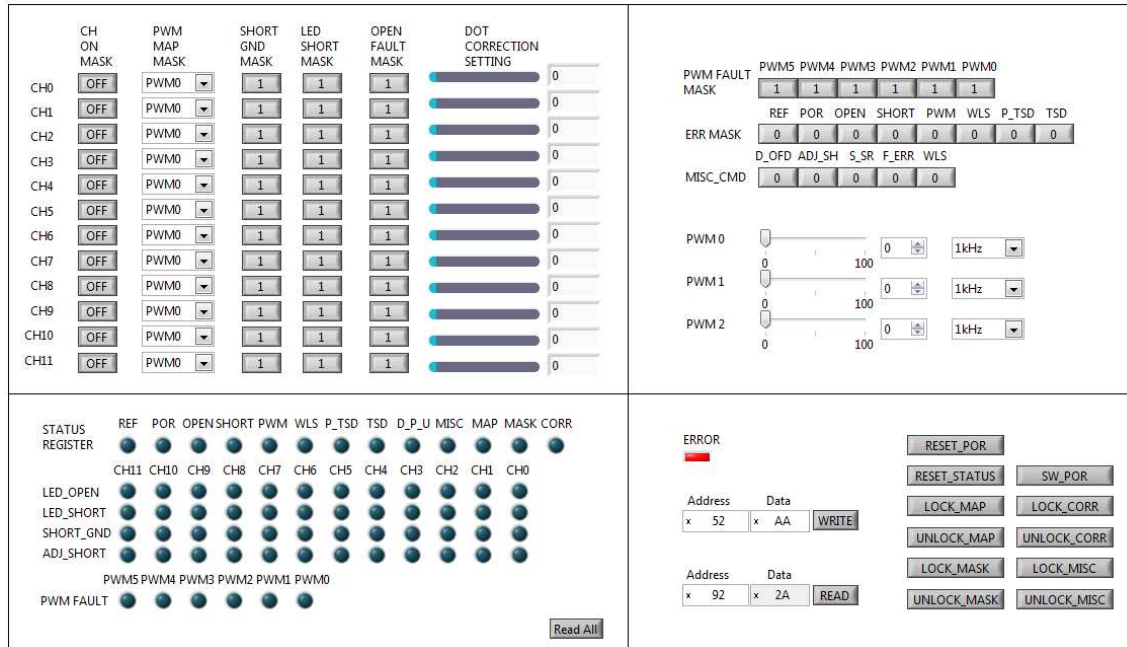 CH ON MASK PWM MAP MASK SHORT GND MASK LED SHORT MASK OPEN FAULT MASK DOT CORRECTION SETTING
CH0 OFF PWM0 1 1 1 0
CH1 OFF PWM0 1 1 1 0
CH2 OFF PWM0 1 1 1 0
CH3 OFF PWM0 1 1 1 0
CH4 OFF PWM0 1 1 1 0
CH5 OFF PWM0 1 1 1 0
CH6 OFF PWM0 1 1 1 0
CH7 OFF PWM0 1 1 1 0
CH8 OFF PWM0 1 1 1 0
CH9 OFF PWM0 1 1 1 0
CH10 OFF PWM0 1 1 1 0
CH11 OFF PWM0 1 1 1 0
PWM5 PWM4 PWM3 PWM2 PWM1 PWM0
PWM FAULT MASK 1 1 1 1 1 1
REF POR OPEN SHORT PWM WLS P_TSD TSD
ERR MASK 0 0 0 0 0 0 0 0
D_OFD ADJ_SH S_SR F_ERR WLS
MISC_CMD 0 0 0 0 0
PWM 0 0 1kHz
0 100
PWM 1 0 1kHz
0 100
PWM 2 0 1kHz
0 100
STATUS REGISTER REF POR OPEN SHORT PWM WLS P_TSD TSD D_P_U MISC MAP MASK CORR
CH11 CH10 CH9 CH8 CH7 CH6 CH5 CH4 CH3 CH2 CH1 CH0
LED_OPEN
LED_SHORT
SHORT_GND
ADJ_SHORT
PWM5 PWM4 PWM3 PWM2 PWM1 PWM0
PWM FAULT
Read All
ERROR
Address Data
x 52 x AA WRITE
Address Data
x 92 x 2A READ
RESET_POR
RESET_STATUS SW_POR
LOCK_MAP LOCK_CORR
UNLOCK_MAP UNLOCK_CORR
LOCK_MASK LOCK_MISC
UNLOCK_MASK UNLOCK_MISC